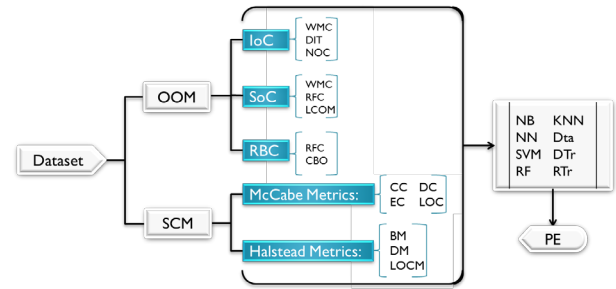 Dataset
OOM
SCM
IoC
WMC
DIT
NOC
SoC
WMC
RFC
LCOM
RBC
RFC
CBO
McCabe Metrics:
CC DC
EC LOC
Halstead Metrics:
BM
DM
LOCM
NB KNN
NN Dta
SVM DTr
RF RTr
PE